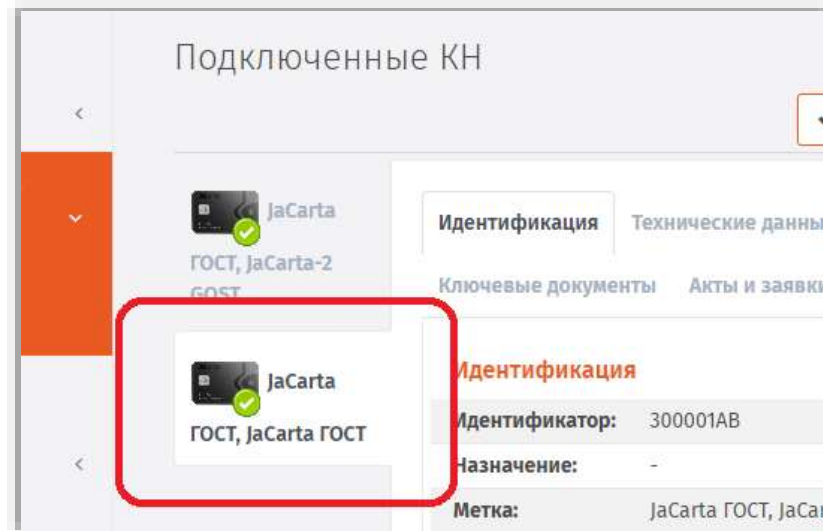 Подключенные КН
JaCarta
ГОСТ, JaCarta-2
GOST
Идентификация Технические данны
Ключевые документы Акты и заявки
JaCarta
ГОСТ, JaCarta ГОСТ
Идентификация
Идентификатор: 300001AB
Назначение: -
Метка: JaCarta ГОСТ, JaCar